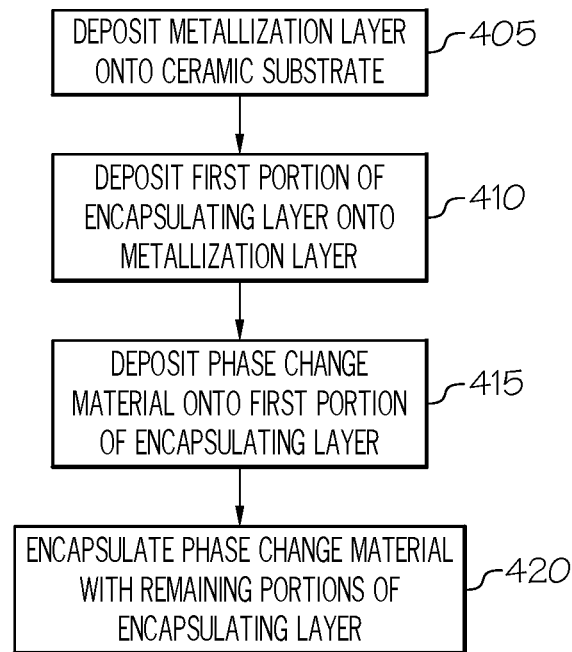 DEPOSIT METALLIZATION LAYER
ONTO CERAMIC SUBSTRATE
405
DEPOSIT FIRST PORTION OF
ENCAPSULATING LAYER ONTO
METALLIZATION LAYER
410
DEPOSIT PHASE CHANGE
MATERIAL ONTO FIRST PORTION
OF ENCAPSULATING LAYER
415
ENCAPSULATE PHASE CHANGE MATERIAL
WITH REMAINING PORTIONS OF
ENCAPSULATING LAYER
420